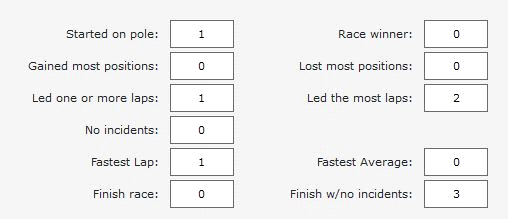 Started on pole: 1 Race winner: 0
Gained most positions: 0 Lost most positions: 0
Led one or more laps: 1 Led the most laps: 2
No incidents: 0
Fastest Lap: 1 Fastest Average: 0
Finish race: 0 Finish w/no incidents: 3